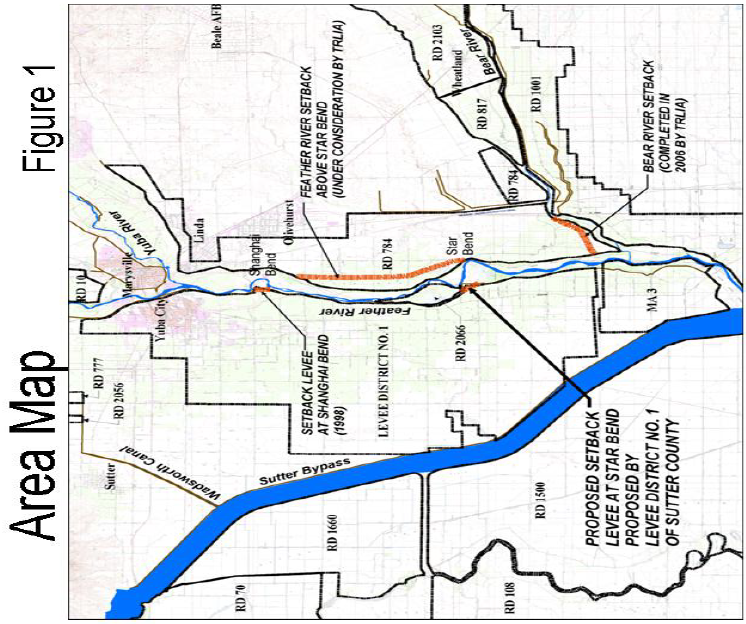 Area Map
Figure 1
Beale AFB
RD 2103
Wheatland
Bear River
RD 817
RD 1001
FEATHER RIVER SETBACK
ABOVE STAR BEND
(UNDER CONSIDERATION BY TRLIA)
BEAR RIVER SETBACK
(COMPLETED IN
2006 BY TRLIA)
RD 784
Yuba River
Linda
Olivehurst
RD 10
Marysville
Shanghai
Bend
RD 784
Star
Bend
Yuba City
Feather River
MA 3
RD 777
RD 2056
SETBACK LEVEE
AT SHANGHAI BEND
(1998)
LEVEE DISTRICT NO. 1
RD 2066
Sutter
Wadsworth Canal
Sutter Bypass
PROPOSED SETBACK
LEVEE AT STAR BEND
PROPOSED BY
LEVEE DISTRICT NO. 1
OF SUTTER COUNTY
RD 1660
RD 1500
RD 70
RD 108